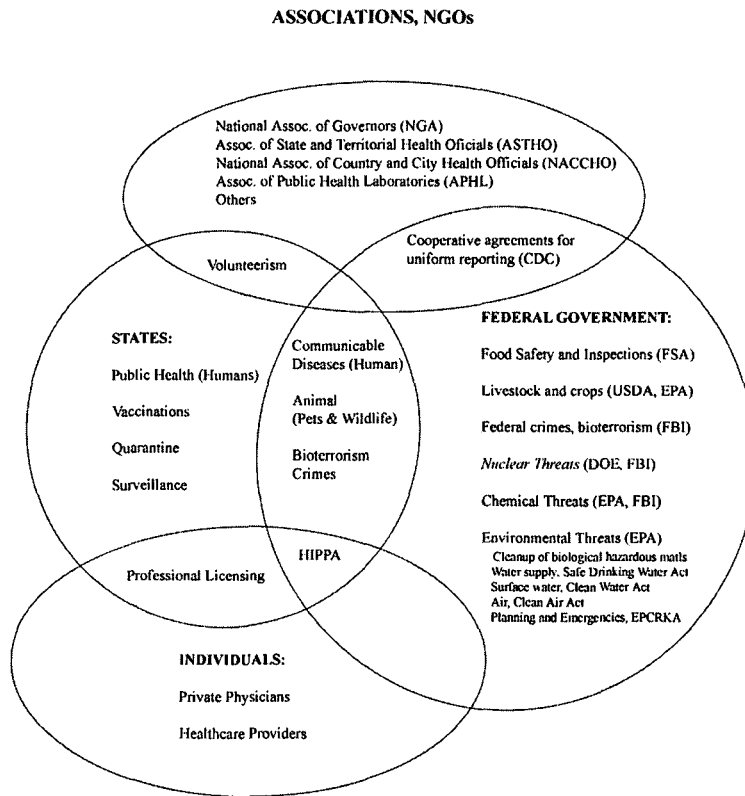 ASSOCIATIONS, NGOs
National Assoc. of Governors (NGA)
Assoc. of State and Territorial Health Oficials (ASTHO)
National Assoc. of Country and City Health Officials (NACCHO)
Assoc. of Public Health Laboratories (APHL)
Others
Cooperative agreements for
uniform reporting (CDC)
Volunteerism
STATES:
Public Health (Humans)
Vaccinations
Quarantine
Surveillance
Communicable
Diseases (Human)
Animal
(Pets & Wildlife)
Bioterrorism
Crimes
FEDERAL GOVERNMENT:
Food Safety and Inspections (FSA)
Livestock and crops (USDA, EPA)
Federal crimes, bioterrorism (FBI)
Nuclear Threats (DOE, FBI)
Chemical Threats (EPA, FBI)
Environmental Threats (EPA)
Cleanup of biological hazardous matls
Water supply, Safe Drinking Water Act
Surface water, Clean Water Act
Air, Clean Air Act
Planning and Emergencies, EPCRKA
HIPPA
Professional Licensing
INDIVIDUALS:
Private Physicians
Healthcare Providers